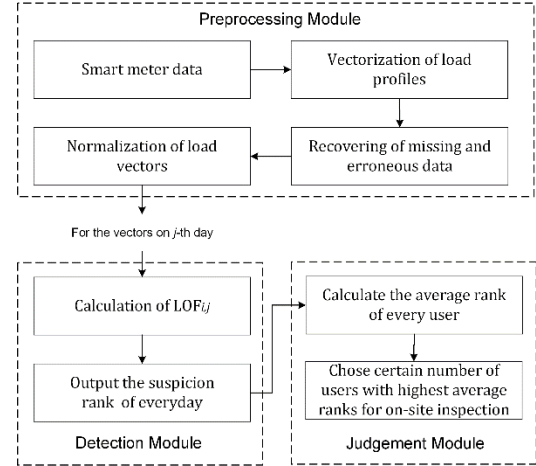 Preprocessing Module
Smart meter data
Vectorization of load
profiles
Normalization of load
vectors
Recovering of missing and
erroneous data
For the vectors on j-th day
Calculation of LOFij
Output the suspicion
rank of everyday
Detection Module
Calculate the average rank
of every user
Chose certain number of
users with highest average
ranks for on-site inspection
Judgement Module